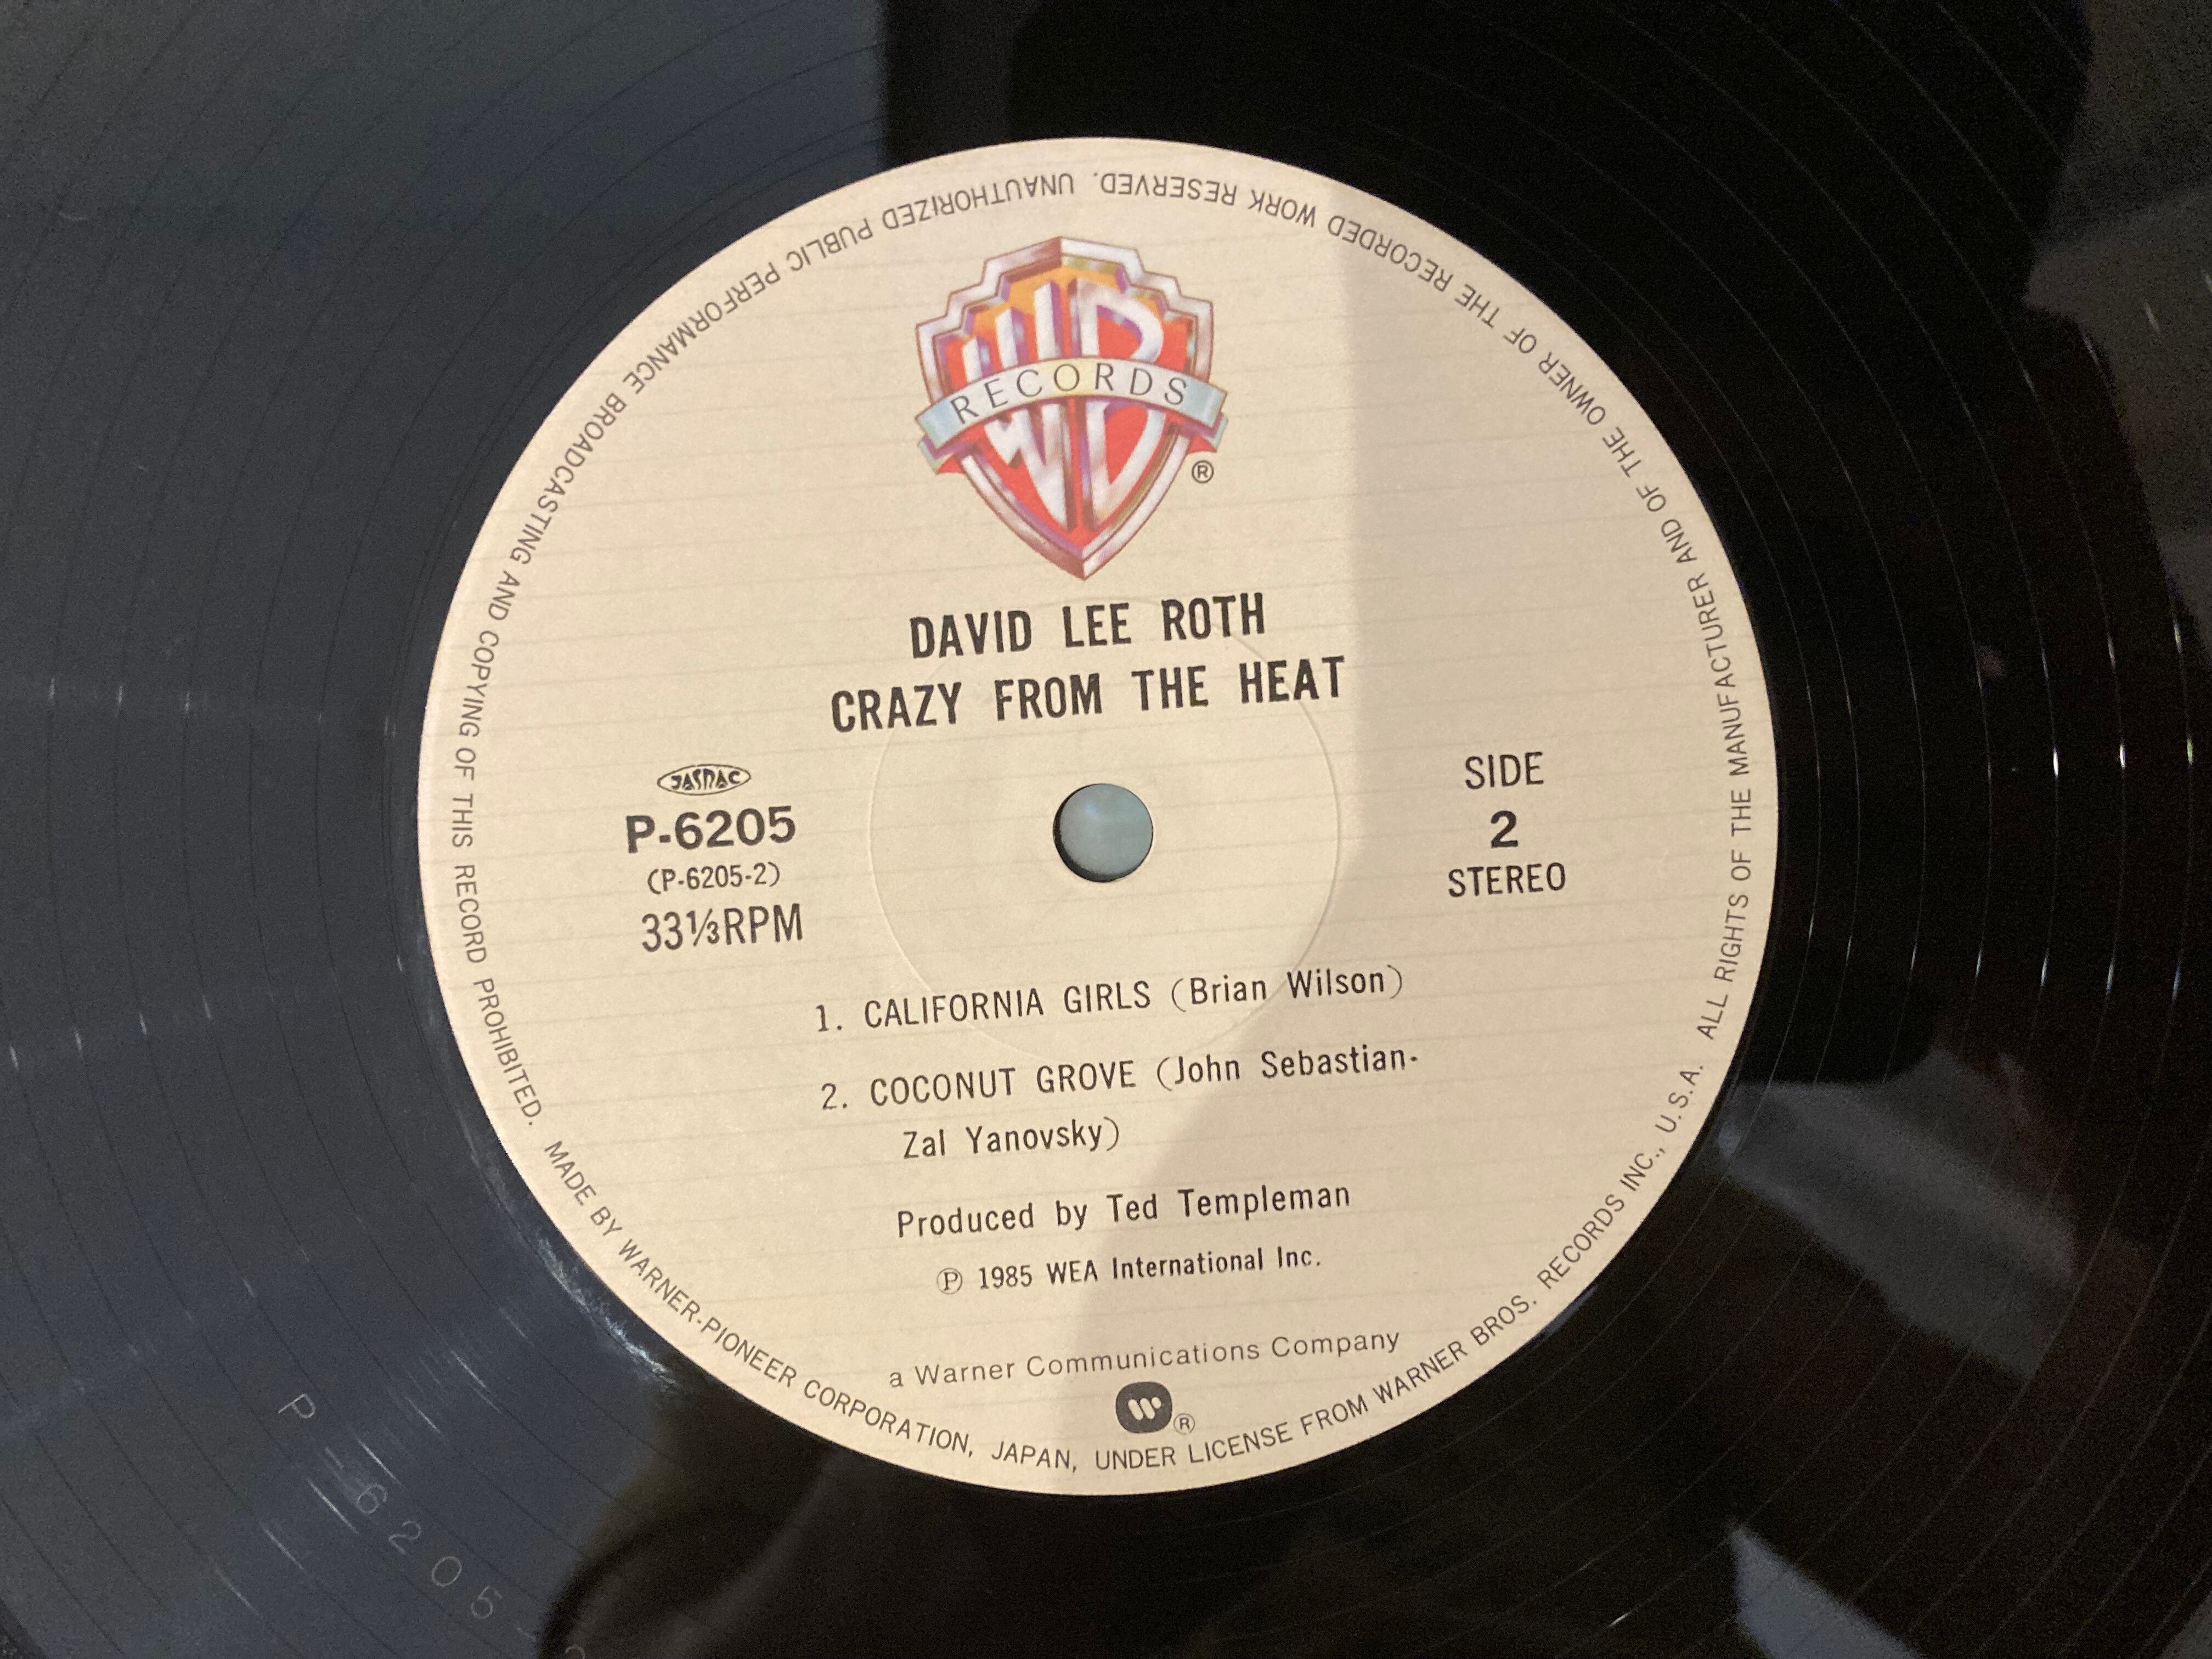 WB
RECORDS
®
DAVID LEE ROTH
CRAZY FROM THE HEAT
JASRAC
P-6205
(P-6205-2)
33⅓RPM
SIDE
2
STEREO
1. CALIFORNIA GIRLS (Brian Wilson)
2. COCONUT GROVE (John Sebastian-
Zal Yanovsky)
Produced by Ted Templeman
Ⓟ 1985 WEA International Inc.
a Warner Communications Company
®
ALL RIGHTS OF THE MANUFACTURER AND OF THE OWNER OF THE RECORDED WORK RESERVED. UNAUTHORIZED PUBLIC PERFORMANCE BROADCASTING AND COPYING OF THIS RECORD PROHIBITED. MADE BY WARNER-PIONEER CORPORATION, JAPAN, UNDER LICENSE FROM WARNER BROS. RECORDS INC., U.S.A.
P 6205